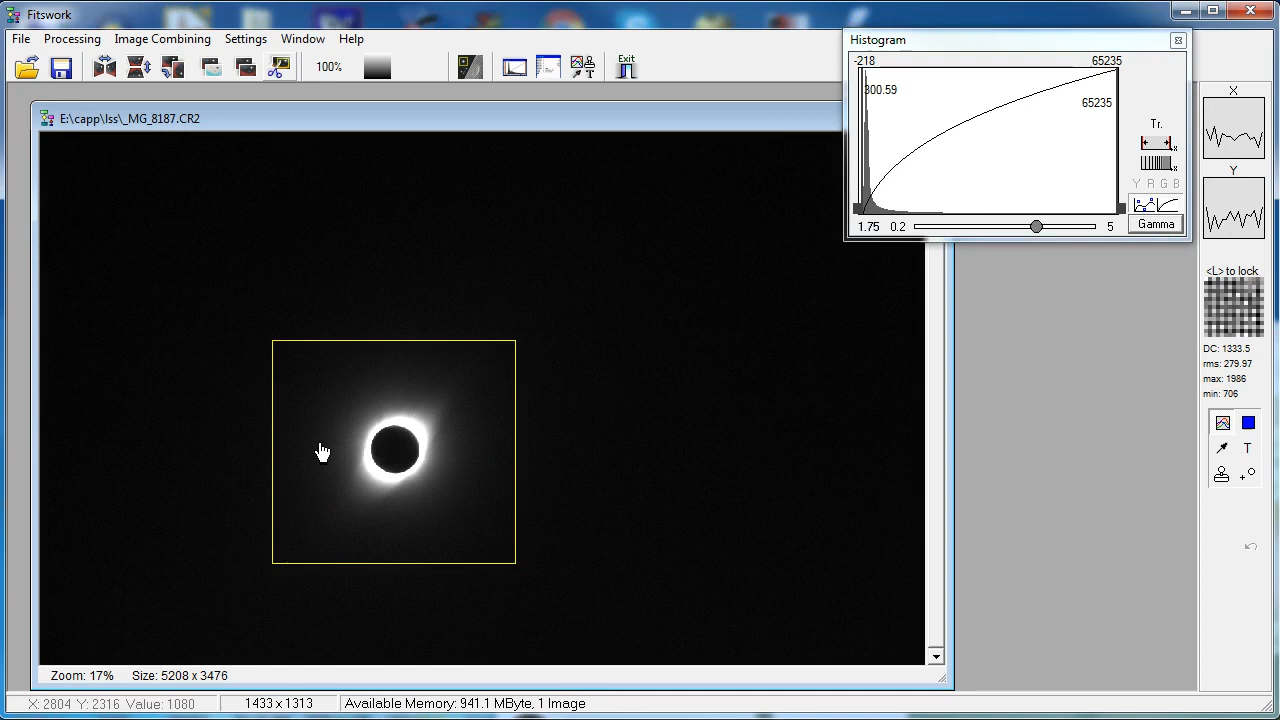 Fitswork
File Processing Image Combining Settings Window Help
100%
Exit
Histogram
-218 65235
300.59
65235
Tr.
Y R G B
1.75 0.2 5 Gamma
E:\capp\Iss\_MG_8187.CR2
X
Y
<L> to lock
DC: 1333.5
rms: 279.97
max: 1986
min: 706
T
Zoom: 17% Size: 5208 x 3476
X: 2804 Y: 2316 Value: 1080 1433 x 1313 Available Memory: 941.1 MByte, 1 Image